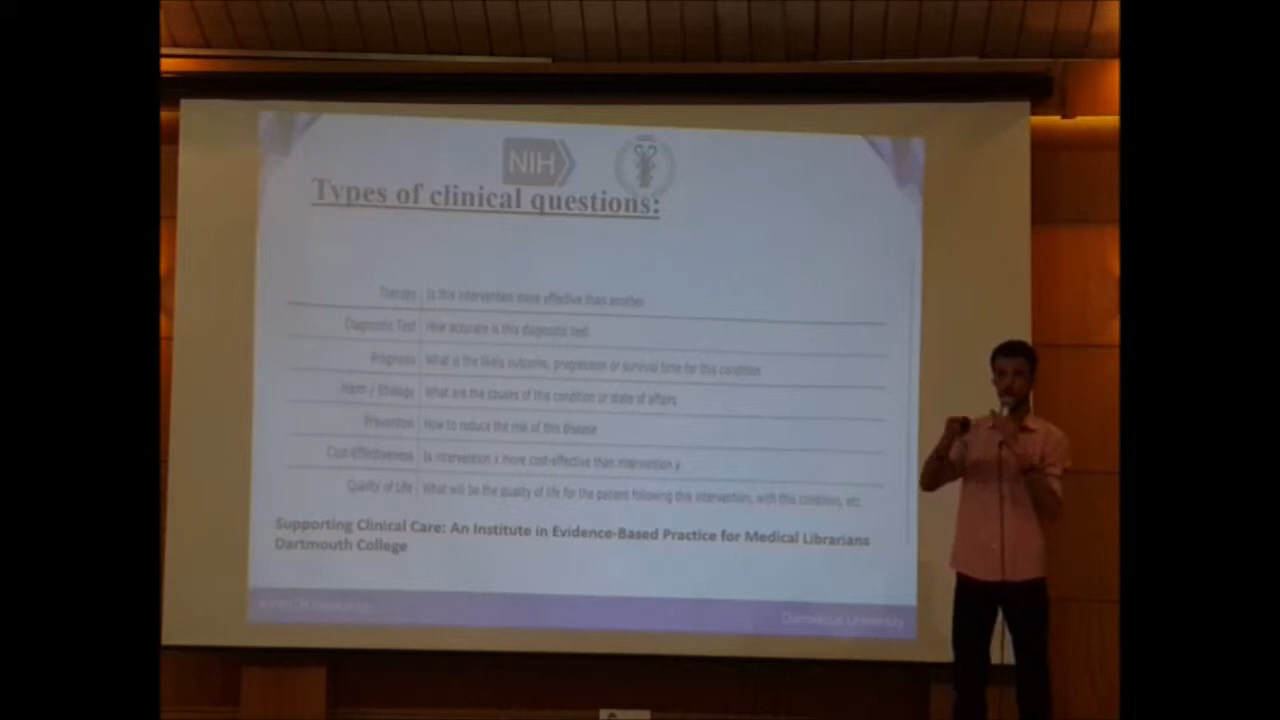 NIH
Types of clinical questions:
Therapy Is this intervention more effective than another
Diagnostic Test How accurate is this diagnostic test
Prognosis What is the likely outcome, progression or survival time for this condition
Harm / Etiology What are the causes of this condition or state of affairs
Prevention How to reduce the risk of this disease
Cost-Effectiveness Is intervention x more cost-effective than intervention y
Quality of Life What will be the quality of life for the patient following this intervention, with this condition, etc.
Supporting Clinical Care: An Institute in Evidence-Based Practice for Medical Librarians
Dartmouth College
Damascus University